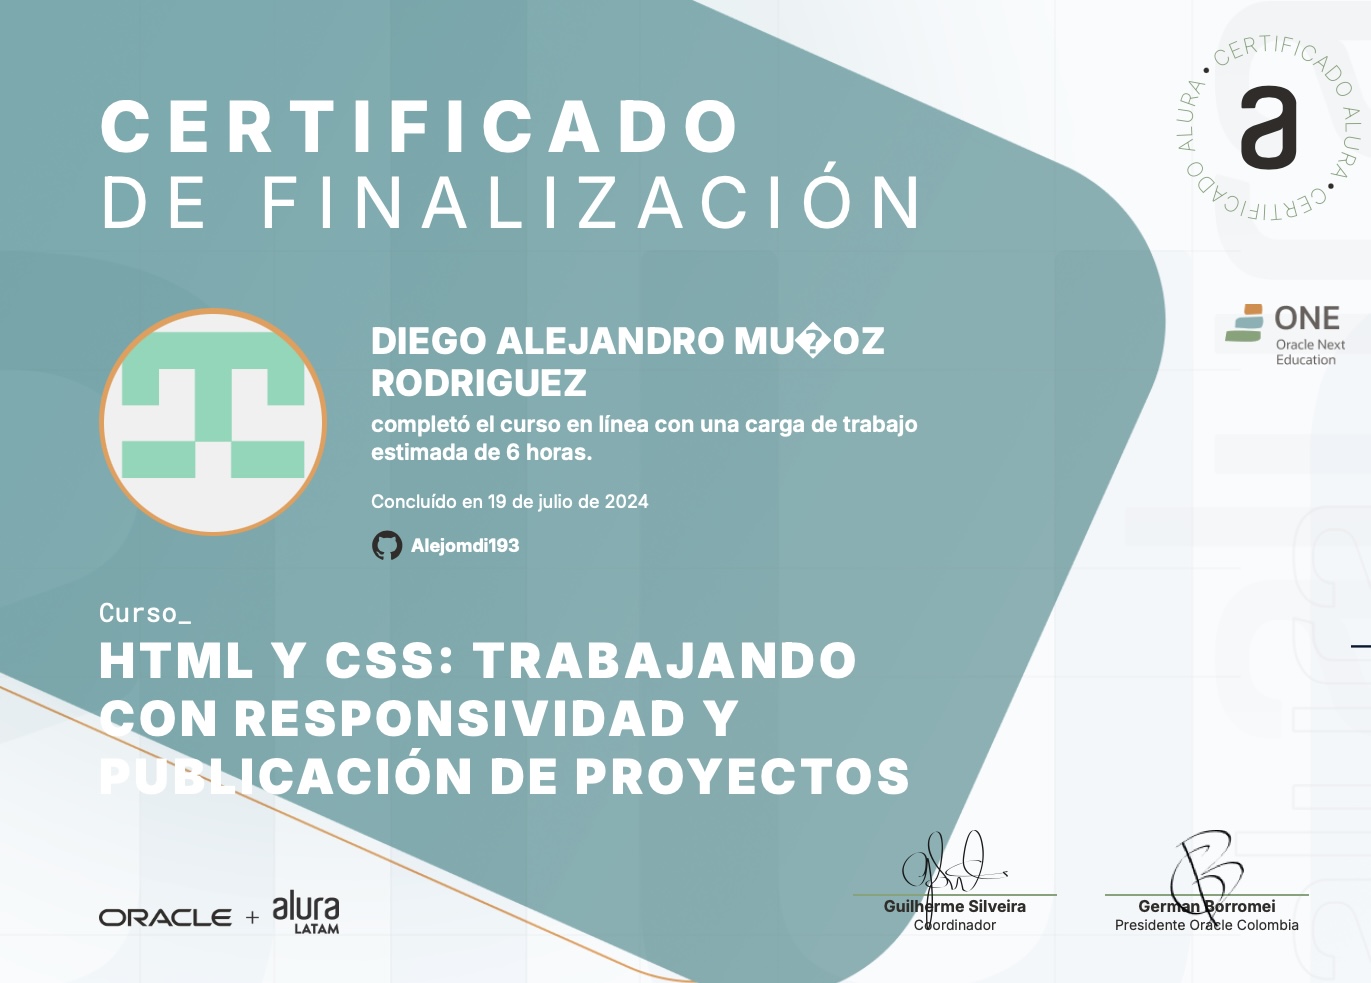 CERTIFICADO
DE FINALIZACIÓN
CERTIFICADO ALURA • CERTIFICADO ALURA •
a
ONE
Oracle Next
Education
DIEGO ALEJANDRO MU�OZ
RODRIGUEZ
completó el curso en línea con una carga de trabajo
estimada de 6 horas.
Concluído en 19 de julio de 2024
Alejomdi193
Curso_
HTML Y CSS: TRABAJANDO
CON RESPONSIVIDAD Y
PUBLICACIÓN DE PROYECTOS
ORACLE + alura
LATAM
Guilherme Silveira
Coordinador
German Borromei
Presidente Oracle Colombia